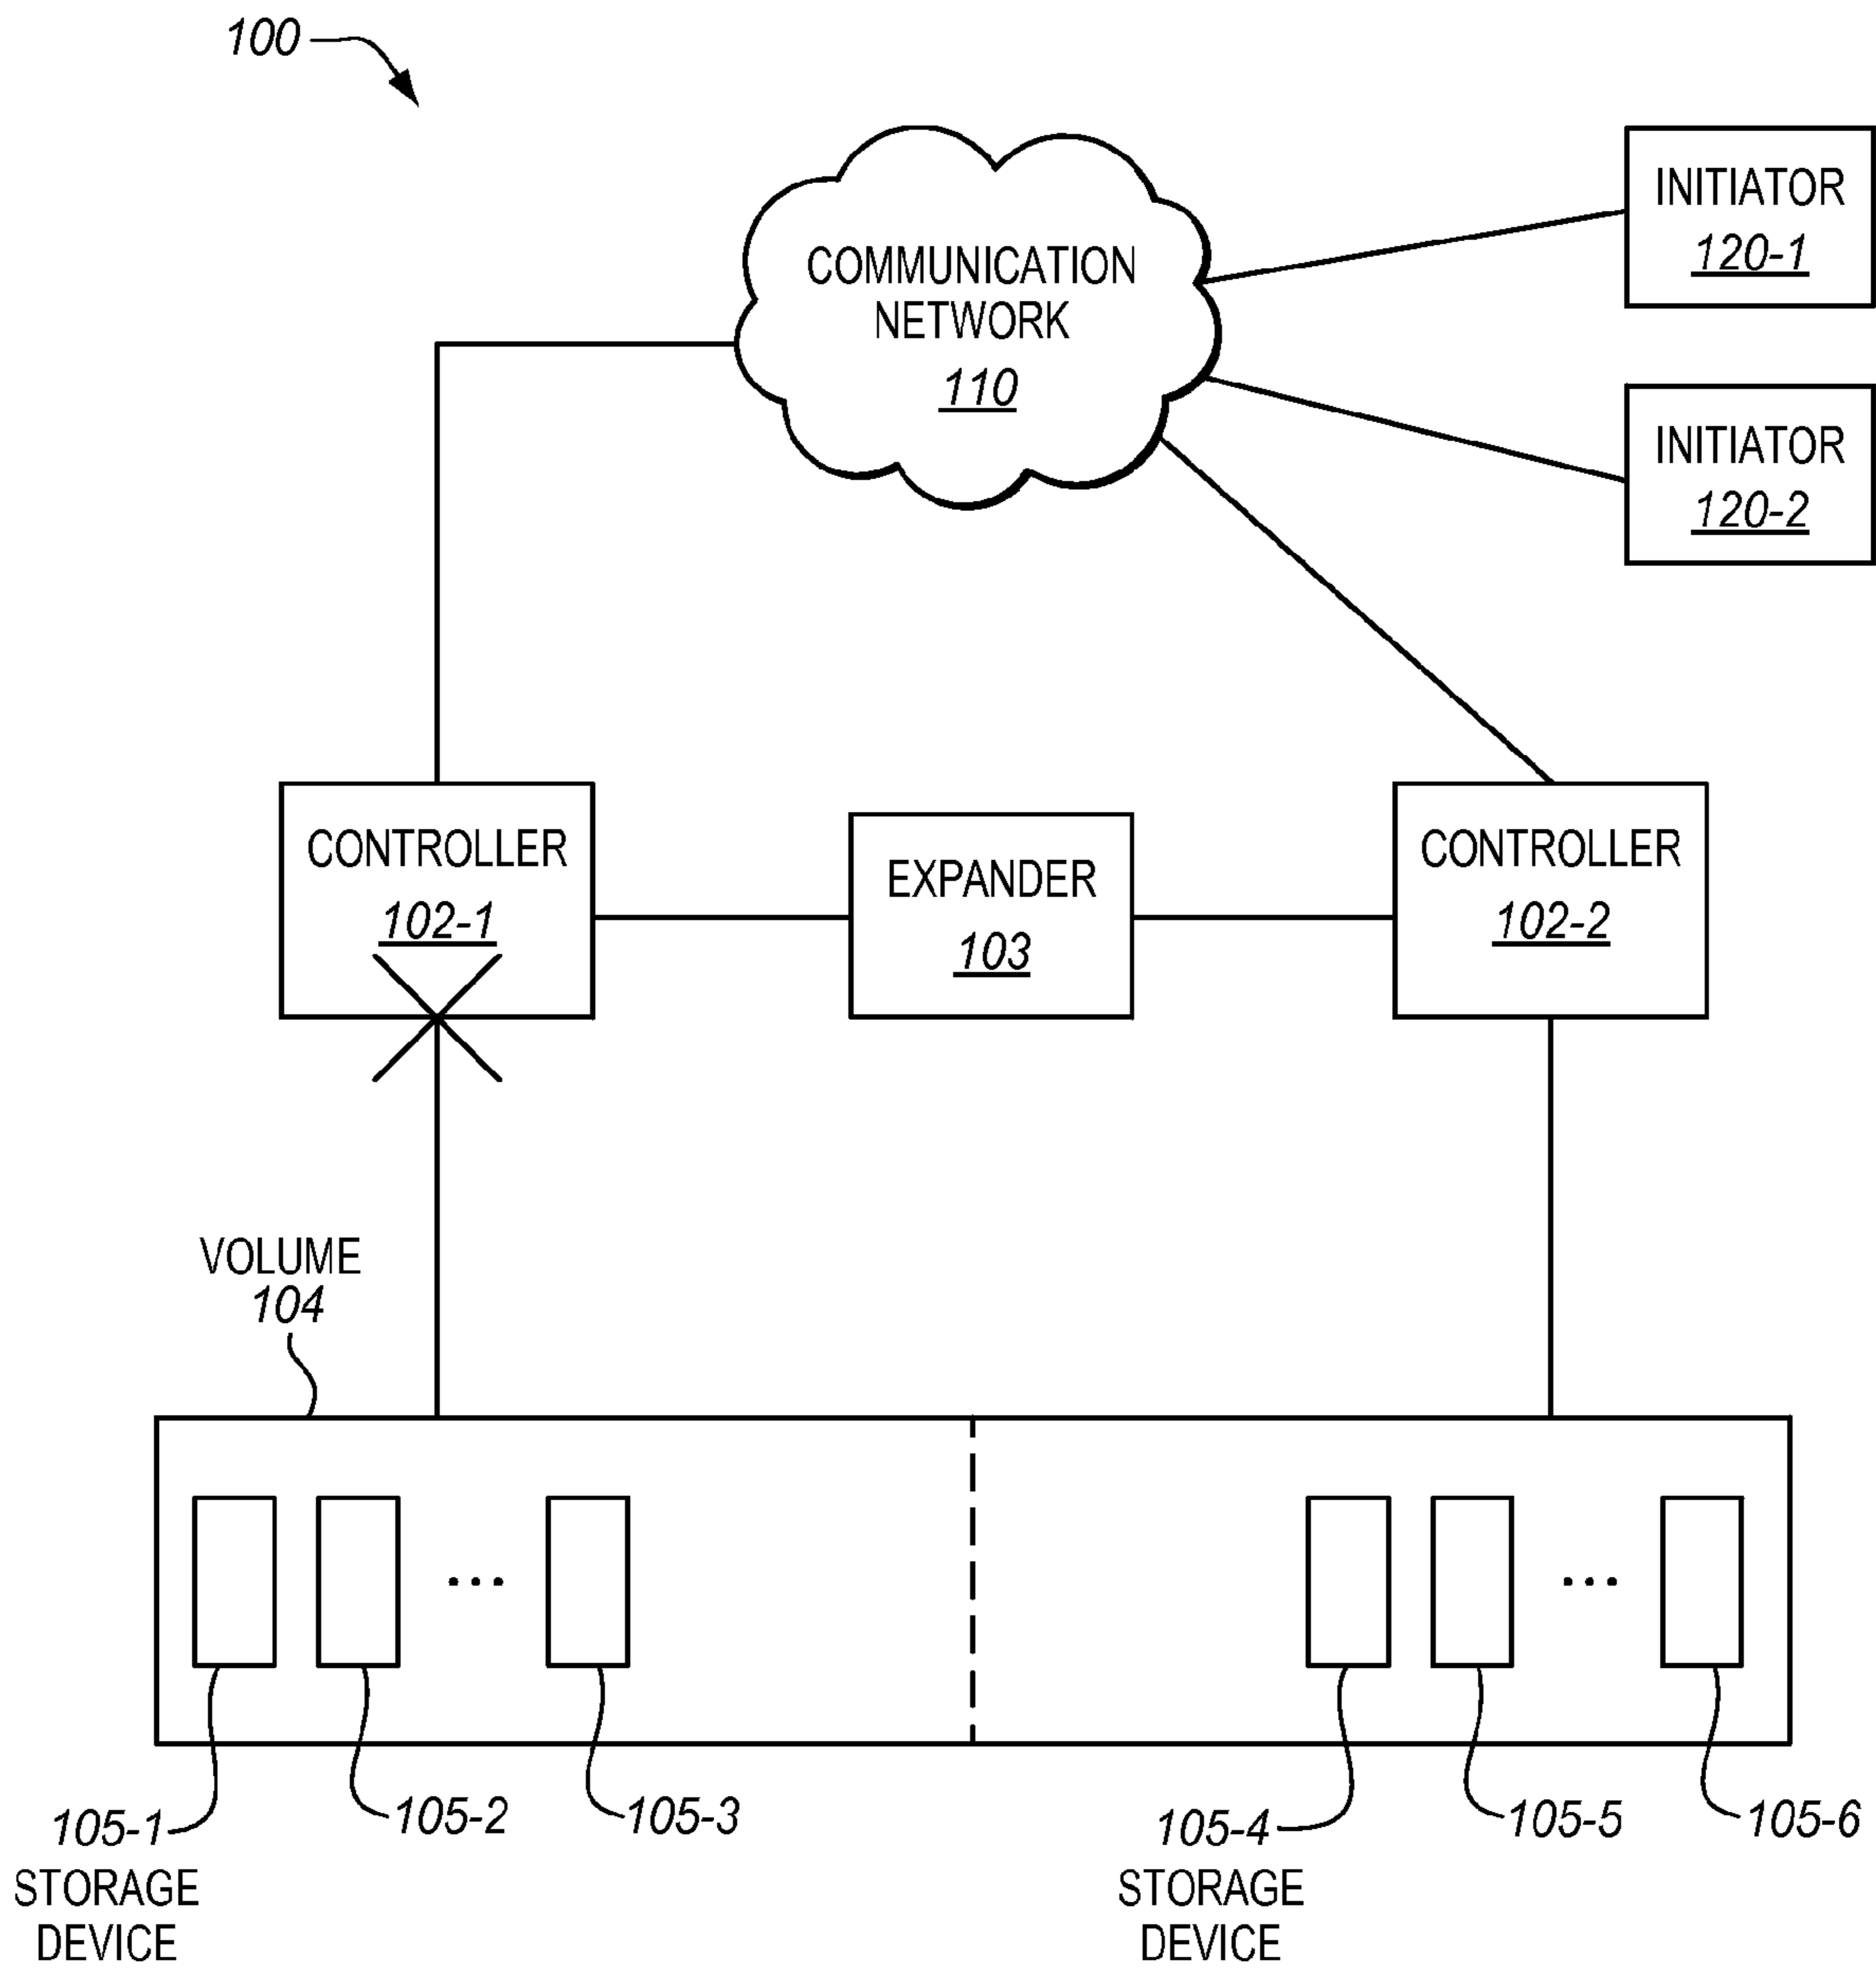 100
COMMUNICATION
NETWORK
110
INITIATOR
120-1
INITIATOR
120-2
CONTROLLER
102-1
EXPANDER
103
CONTROLLER
102-2
VOLUME
104
...
...
105-1
STORAGE
DEVICE
105-2
105-3
105-4
STORAGE
DEVICE
105-5
105-6